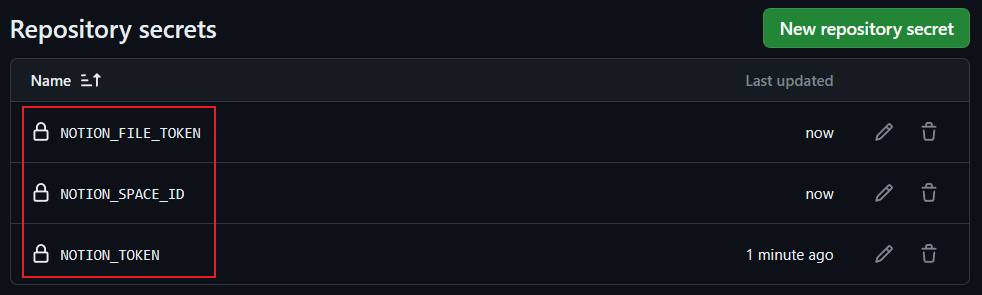 Repository secrets
New repository secret
Name
Last updated
NOTION_FILE_TOKEN
now
NOTION_SPACE_ID
now
NOTION_TOKEN
1 minute ago